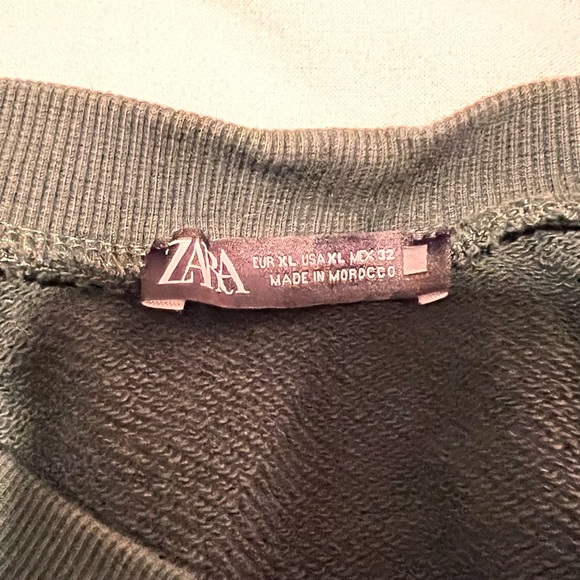 ZARA
EUR XL USA XL MEX 32
MADE IN MOROCCO